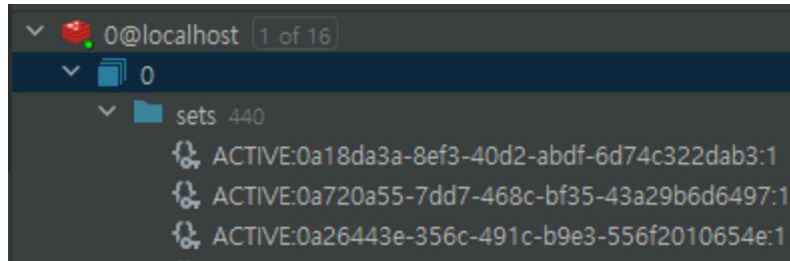 0@localhost 1 of 16
0
sets 440
ACTIVE:0a18da3a-8ef3-40d2-abdf-6d74c322dab3:1
ACTIVE:0a720a55-7dd7-468c-bf35-43a29b6d6497:1
ACTIVE:0a26443e-356c-491c-b9e3-556f2010654e:1